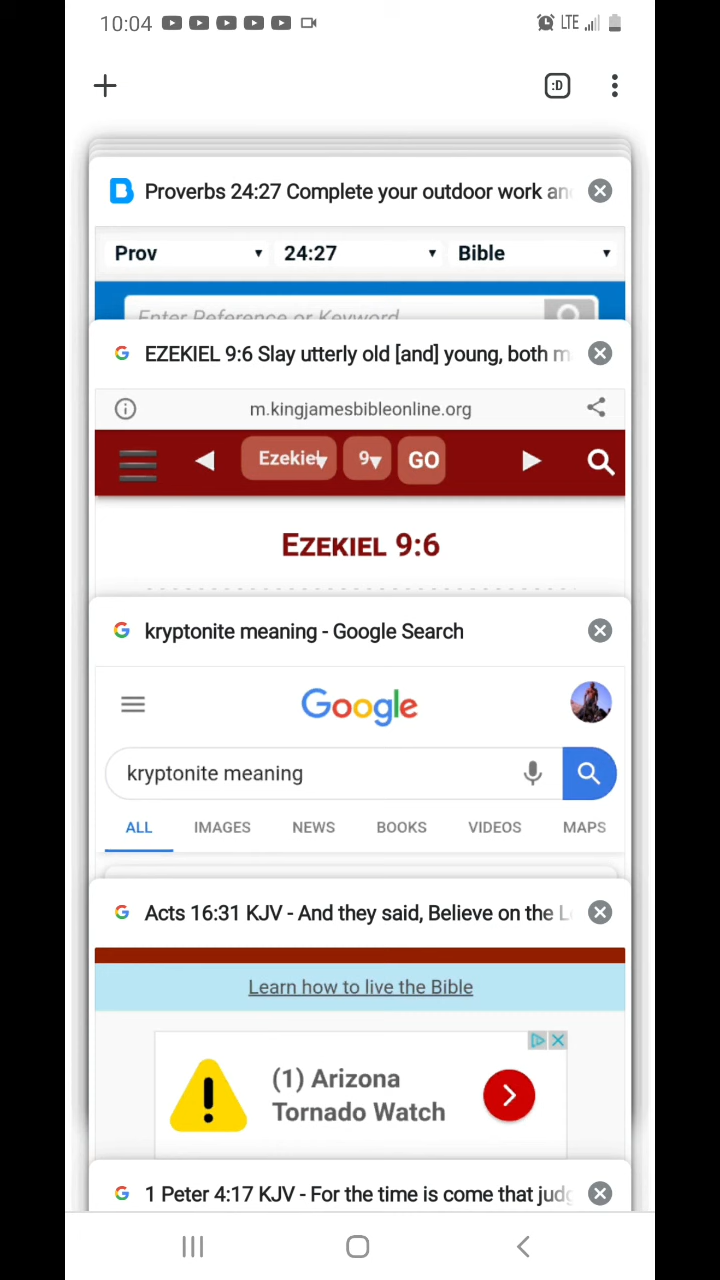 10:04 LTE
:D
Proverbs 24:27 Complete your outdoor work an
Prov 24:27 Bible
Enter Reference or Keyword
EZEKIEL 9:6 Slay utterly old [and] young, both m
m.kingjamesbibleonline.org
Ezekiel 9 GO
EZEKIEL 9:6
kryptonite meaning - Google Search
Google
kryptonite meaning
ALL IMAGES NEWS BOOKS VIDEOS MAPS
Acts 16:31 KJV - And they said, Believe on the L
Learn how to live the Bible
(1) Arizona
Tornado Watch
1 Peter 4:17 KJV - For the time is come that judg